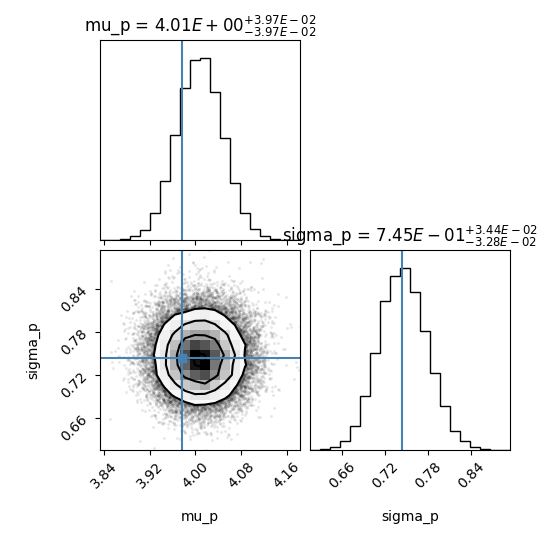 mu_p = 4.01E + 00+3.97E − 02 −3.97E − 02
sigma_p = 7.45E − 01+3.44E − 02 −3.28E − 02
sigma_p
0.84
0.78
0.72
0.66
3.84 3.92 4.00 4.08 4.16
0.66 0.72 0.78 0.84
mu_p
sigma_p